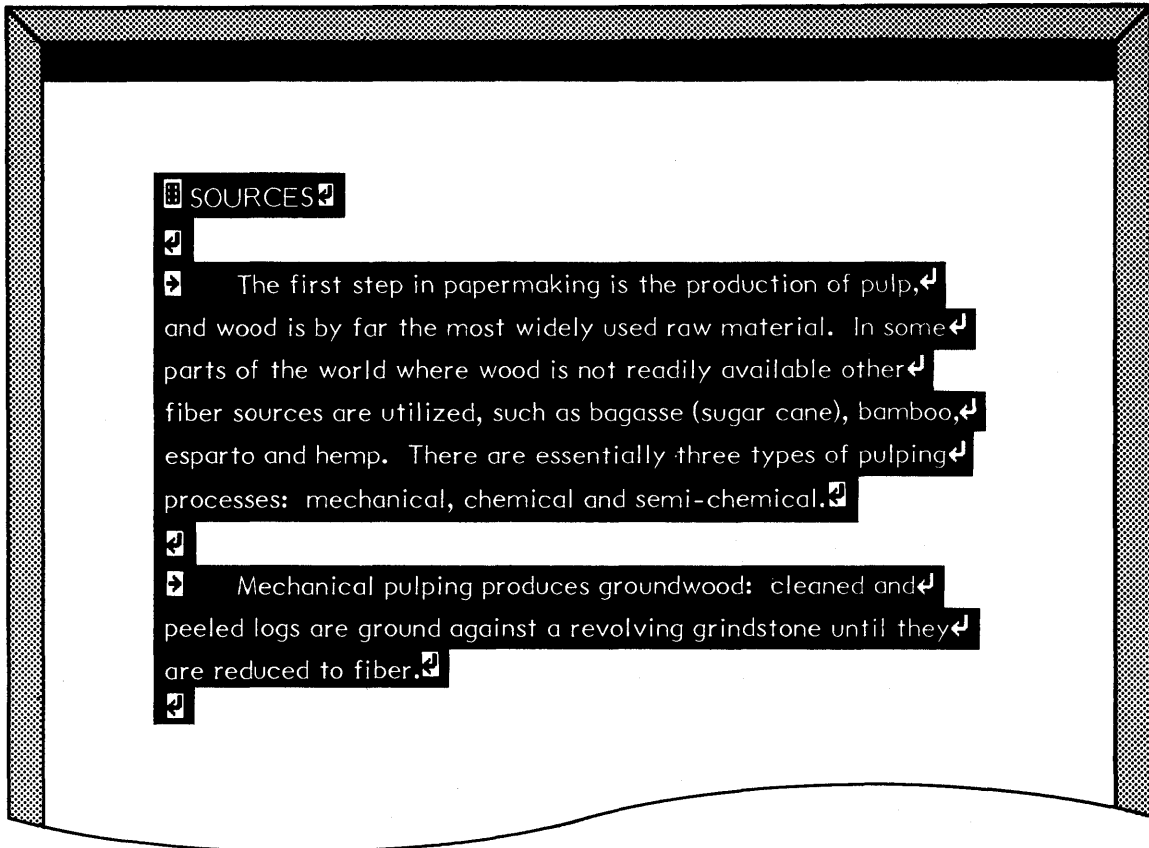 SOURCES↵
↵
→ The first step in papermaking is the production of pulp,↵
and wood is by far the most widely used raw material.  In some↵
parts of the world where wood is not readily available other↵
fiber sources are utilized, such as bagasse (sugar cane), bamboo,↵
esparto and hemp.  There are essentially three types of pulping↵
processes:  mechanical, chemical and semi-chemical.↵
↵
→ Mechanical pulping produces groundwood:  cleaned and↵
peeled logs are ground against a revolving grindstone until they↵
are reduced to fiber.↵
↵